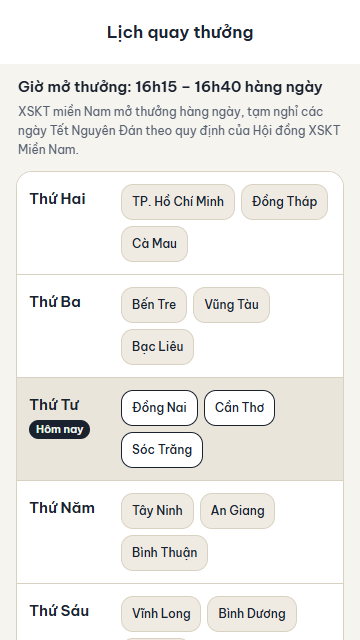 Lịch quay thưởng
Giờ mở thưởng: 16h15 – 16h40 hàng ngày
XSKT miền Nam mở thưởng hàng ngày, tạm nghỉ các
ngày Tết Nguyên Đán theo quy định của Hội đồng XSKT
Miền Nam.
Thứ Hai
TP. Hồ Chí Minh
Đồng Tháp
Cà Mau
Thứ Ba
Bến Tre
Vũng Tàu
Bạc Liêu
Thứ Tư
Hôm nay
Đồng Nai
Cần Thơ
Sóc Trăng
Thứ Năm
Tây Ninh
An Giang
Bình Thuận
Thứ Sáu
Vĩnh Long
Bình Dương